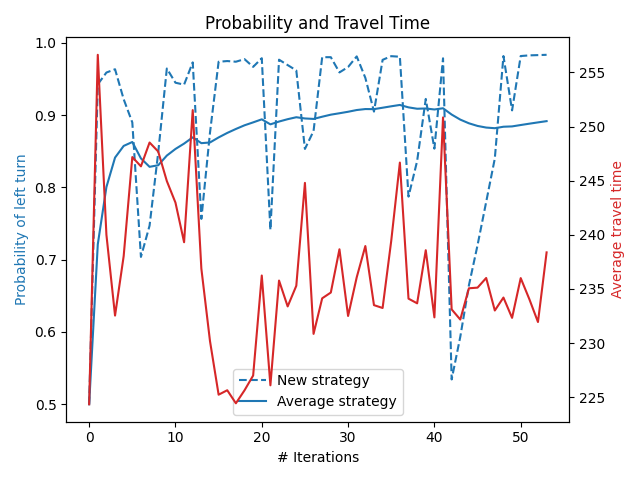 Probability and Travel Time
1.0
0.9
0.8
0.7
0.6
0.5
Probability of left turn
255
250
245
240
235
230
225
Average travel time
New strategy
Average strategy
0 10 20 30 40 50
# Iterations